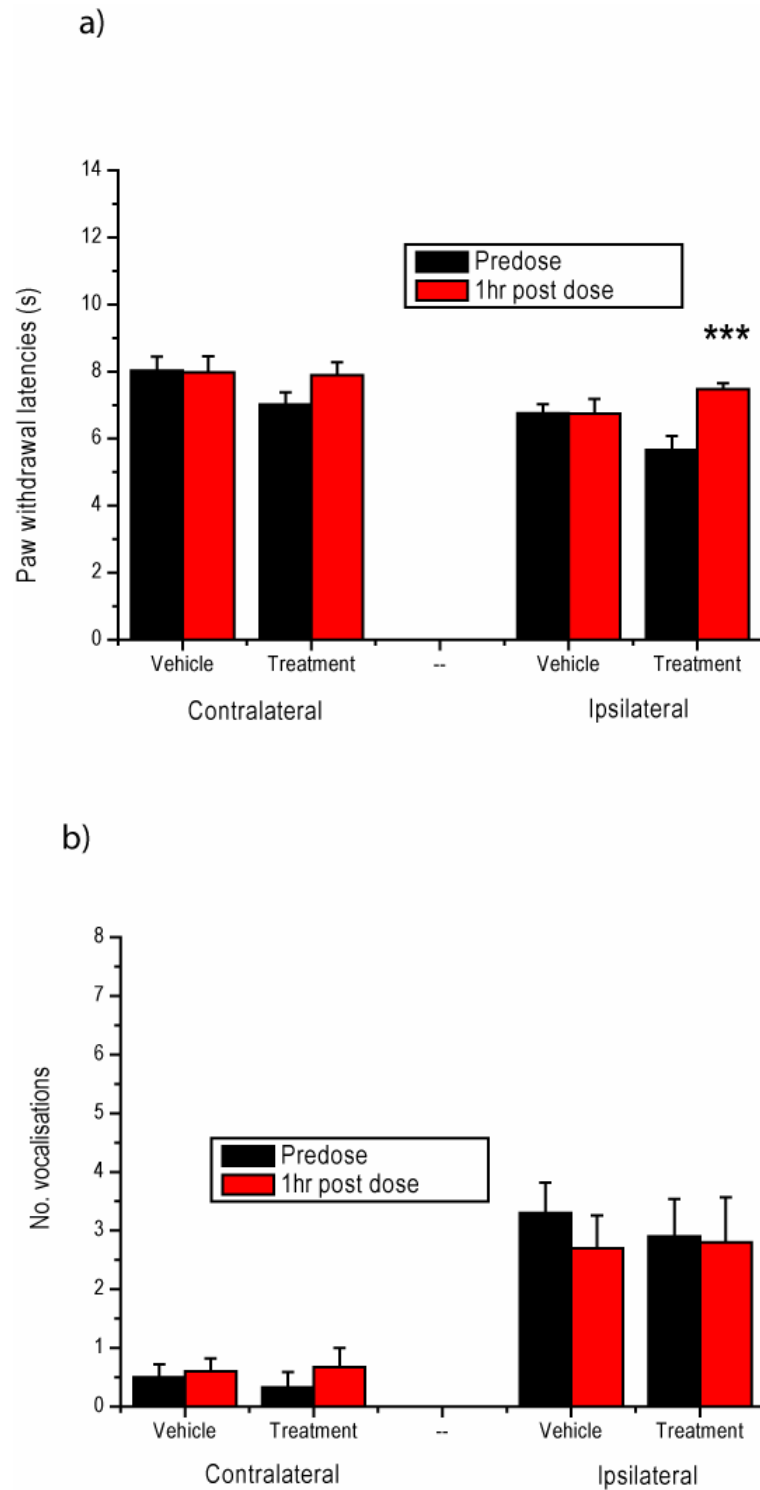 a)
14
12
10
8
6
4
2
0
Paw withdrawal latencies (s)
Predose
1hr post dose
***
Vehicle Treatment -- Vehicle Treatment
Contralateral Ipsilateral
b)
8
7
6
5
4
3
2
1
0
No. vocalisations
Predose
1hr post dose
Vehicle Treatment -- Vehicle Treatment
Contralateral Ipsilateral